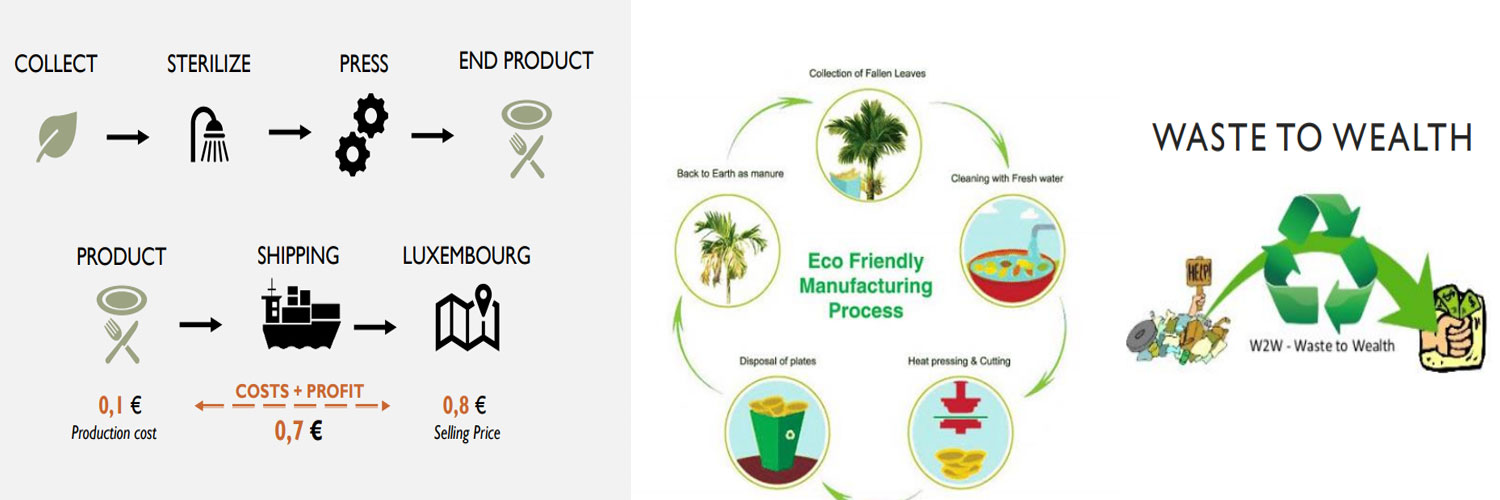 COLLECT
STERILIZE
PRESS
END PRODUCT
PRODUCT
SHIPPING
LUXEMBOURG
COSTS + PROFIT
0,1 €
0,7 €
0,8 €
Production cost
Selling Price
Collection of Fallen Leaves
Cleaning with Fresh water
Heat pressing & Cutting
Disposal of plates
Back to Earth as manure
Eco Friendly
Manufacturing
Process
WASTE TO WEALTH
HELP!
W2W - Waste to Wealth